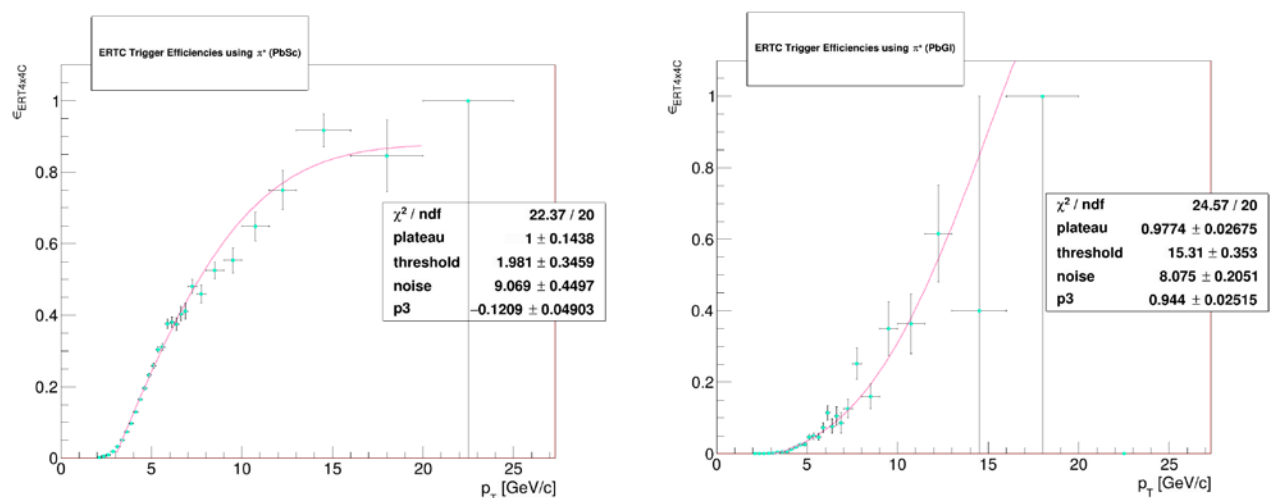 ERTC Trigger Efficiencies using π° (PbSc)
ϵERT4x4C
1
0.8
0.6
0.4
0.2
0
χ² / ndf 22.37 / 20
plateau 1 ± 0.1438
threshold 1.981 ± 0.3459
noise 9.069 ± 0.4497
p3 −0.1209 ± 0.04903
0 5 10 15 20 25
pT [GeV/c]
ERTC Trigger Efficiencies using π° (PbGl)
ϵERT4x4C
1
0.8
0.6
0.4
0.2
0
χ² / ndf 24.57 / 20
plateau 0.9774 ± 0.02675
threshold 15.31 ± 0.353
noise 8.075 ± 0.2051
p3 0.944 ± 0.02515
0 5 10 15 20 25
pT [GeV/c]